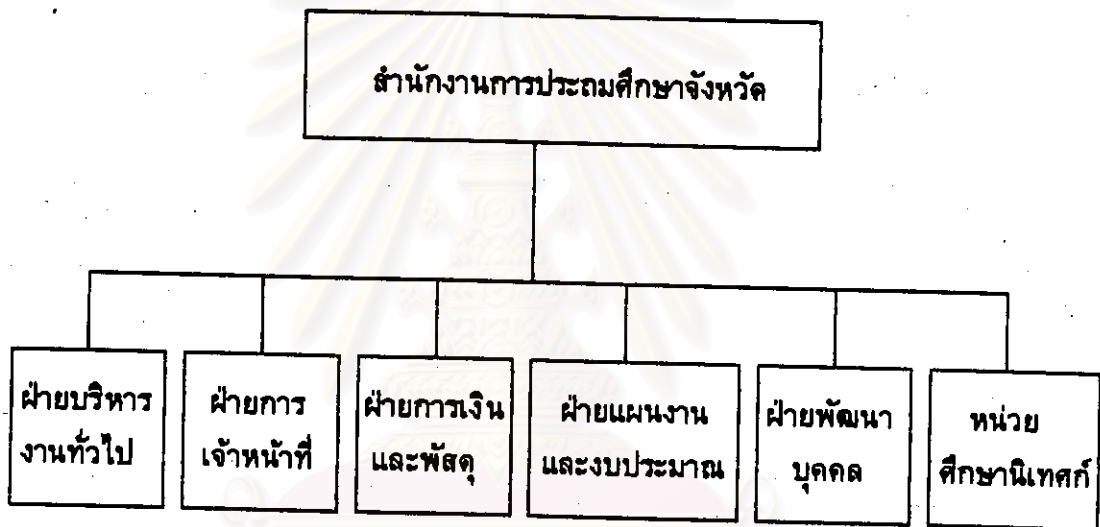 สำนักงานการประถมศึกษาจังหวัด
ฝ่ายบริหาร
งานทั่วไป
ฝ่ายการ
เจ้าหน้าที่
ฝ่ายการเงิน
และพัสดุ
ฝ่ายแผนงาน
และงบประมาณ
ฝ่ายพัฒนา
บุคคล
หน่วย
ศึกษานิเทศก์